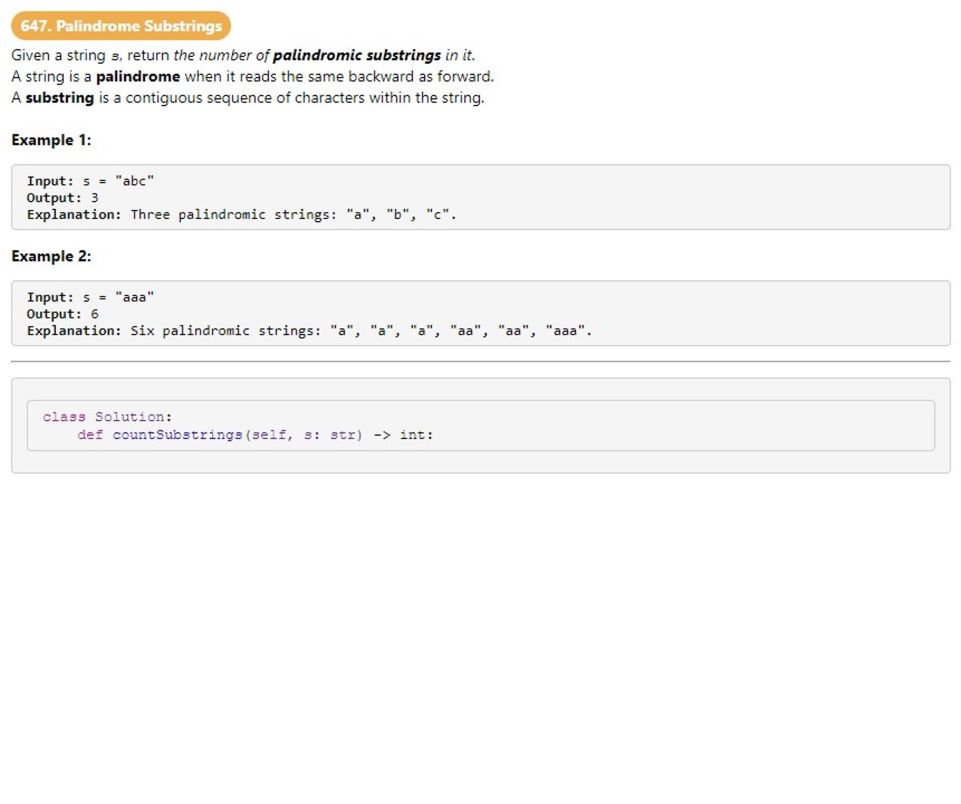 647. Palindrome Substrings
Given a string s, return the number of palindromic substrings in it.
A string is a palindrome when it reads the same backward as forward.
A substring is a contiguous sequence of characters within the string.
Example 1:
Input: s = "abc"
Output: 3
Explanation: Three palindromic strings: "a", "b", "c".
Example 2:
Input: s = "aaa"
Output: 6
Explanation: Six palindromic strings: "a", "a", "a", "aa", "aa", "aaa".
class Solution:
    def countSubstrings(self, s: str) -> int: